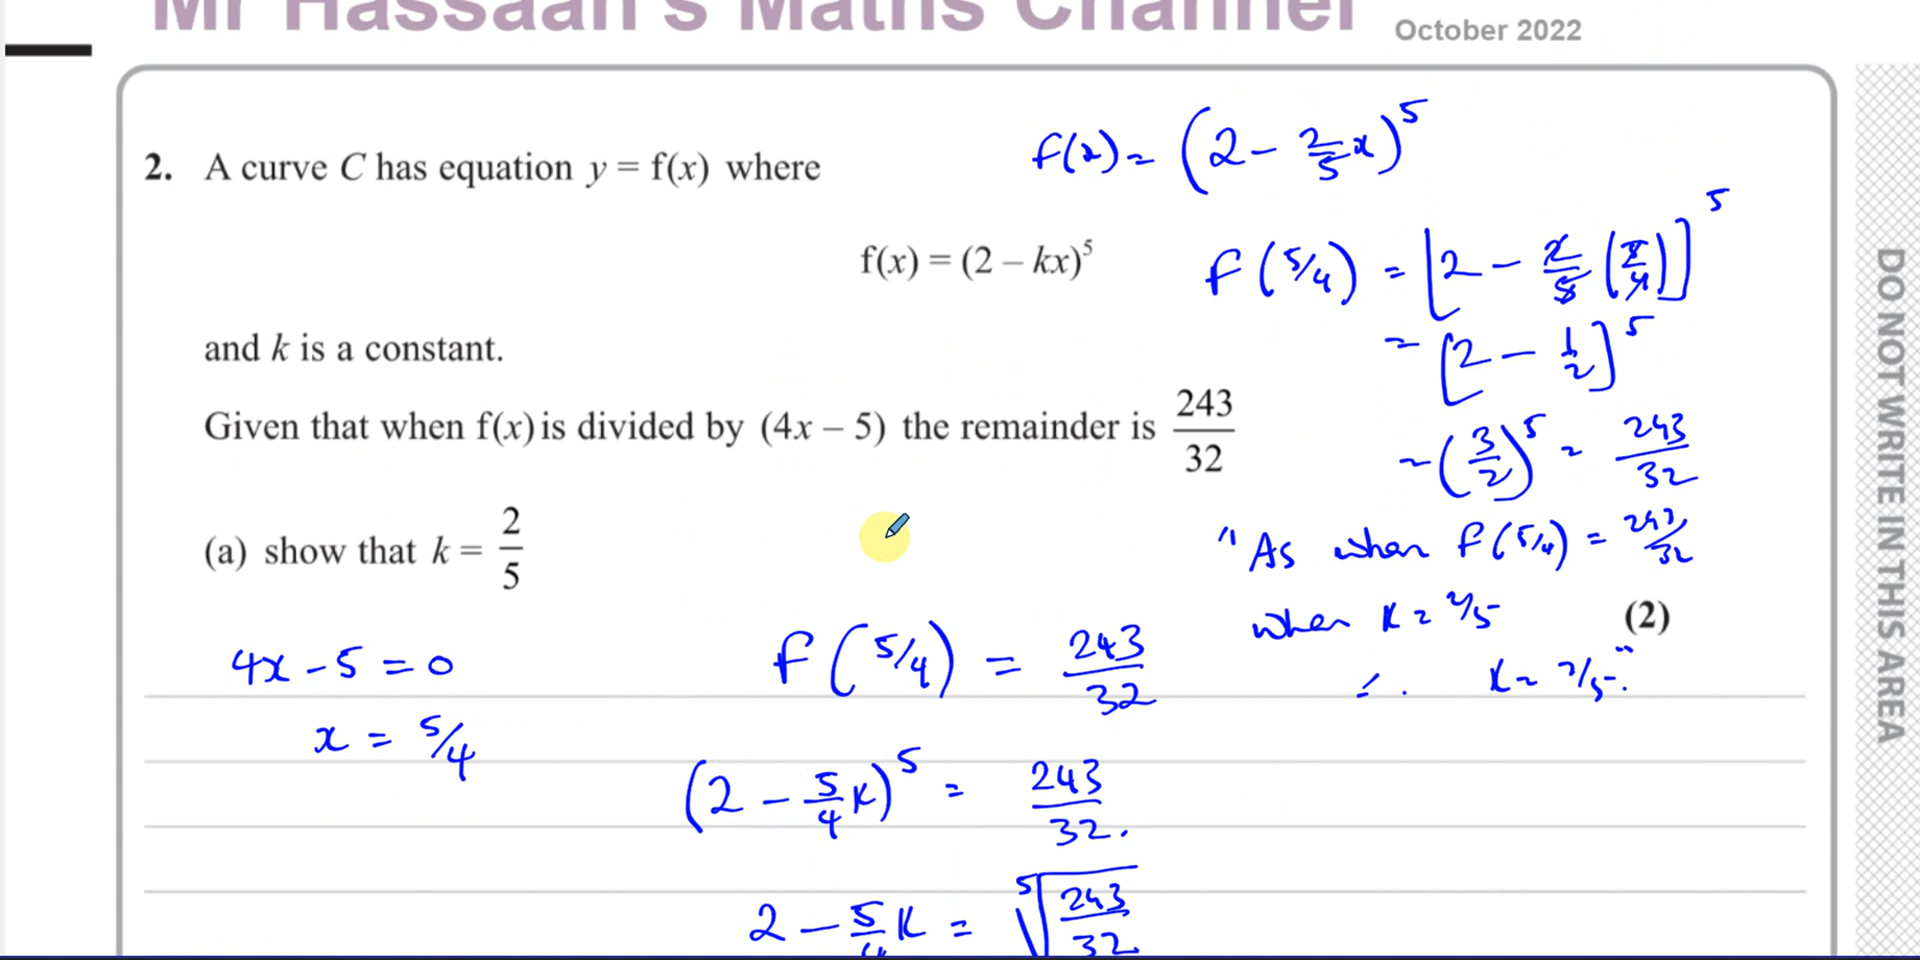 Mr Hassaan's Maths Channel
October 2022
2. A curve C has equation y = f(x) where
f(x) = (2 – kx)⁵
and k is a constant.
Given that when f(x) is divided by (4x – 5) the remainder is 243/32
(a) show that k = 2/5
(2)
4x - 5 = 0
x = 5/4
f(5/4) = 243/32
(2 - 5/4 k)⁵ = 243/32.
2 - 5/4 k = ⁵√(243/32)
f(x) = (2 - 2/5 x)⁵
f(5/4) = [2 - 2/5 (5/4)]⁵
= [2 - 1/2]⁵
= (3/2)⁵ = 243/32
"As when f(5/4) = 243/32
when k = 2/5
∴ k = 2/5."
DO NOT WRITE IN THIS AREA